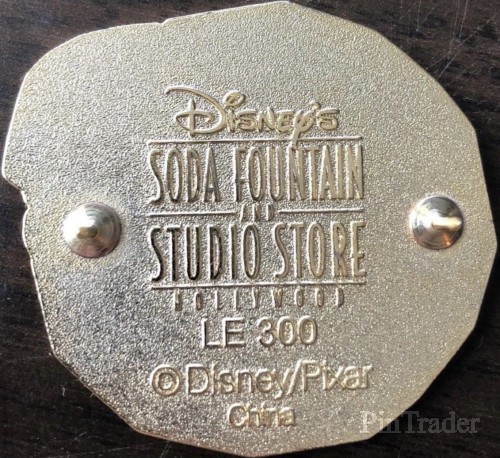 Disney's
SODA FOUNTAIN
AND
STUDIO STORE
HOLLYWOOD
LE 300
©Disney/Pixar
China
PinTrader